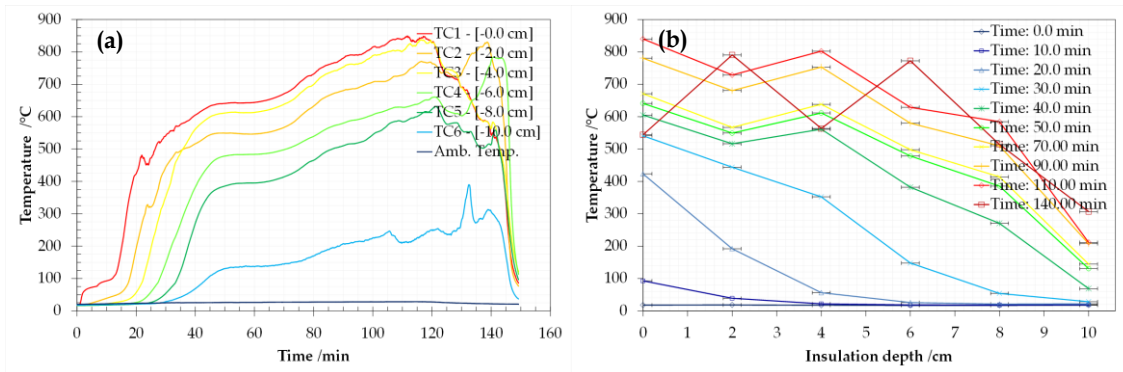 (a)
Temperature /°C
900
800
700
600
500
400
300
200
100
0
0 20 40 60 80 100 120 140 160
Time /min
TC1 - [-0.0 cm]
TC2 - [-2.0 cm]
TC3 - [-4.0 cm]
TC4 - [-6.0 cm]
TC5 - [-8.0 cm]
TC6 - [-10.0 cm]
Amb. Temp.
(b)
Temperature /°C
900
800
700
600
500
400
300
200
100
0
0 2 4 6 8 10
Insulation depth /cm
Time: 0.0 min
Time: 10.0 min
Time: 20.0 min
Time: 30.0 min
Time: 40.0 min
Time: 50.0 min
Time: 70.00 min
Time: 90.00 min
Time: 110.00 min
Time: 140.00 min